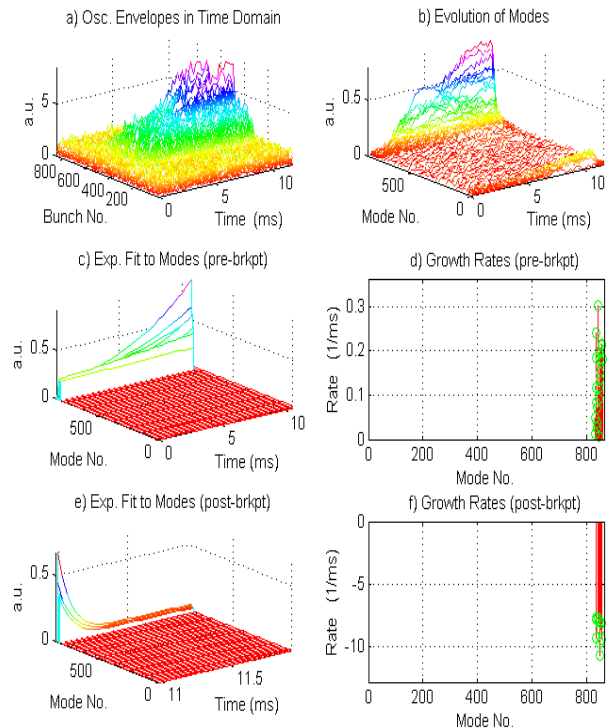 a) Osc. Envelopes in Time Domain
a.u.
5
0
800
600
400
200
Bunch No.
0
5
10
Time (ms)
b) Evolution of Modes
a.u.
0.5
0
500
0
Mode No.
0
5
10
Time (ms)
c) Exp. Fit to Modes (pre-brkpt)
a.u.
0.5
0
500
0
Mode No.
0
5
10
Time (ms)
d) Growth Rates (pre-brkpt)
Rate (1/ms)
0.3
0.2
0.1
0
0
200
400
600
800
Mode No.
e) Exp. Fit to Modes (post-brkpt)
a.u.
0.5
0
500
0
Mode No.
11
11.5
Time (ms)
f) Growth Rates (post-brkpt)
Rate (1/ms)
0
-5
-10
0
200
400
600
800
Mode No.